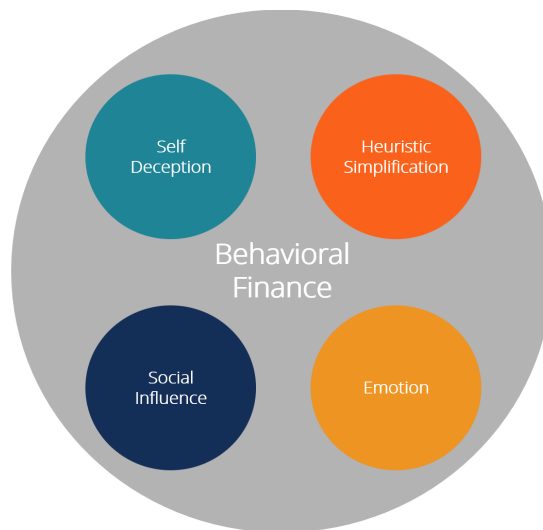 Self
Deception
Heuristic
Simplification
Behavioral
Finance
Social
Influence
Emotion